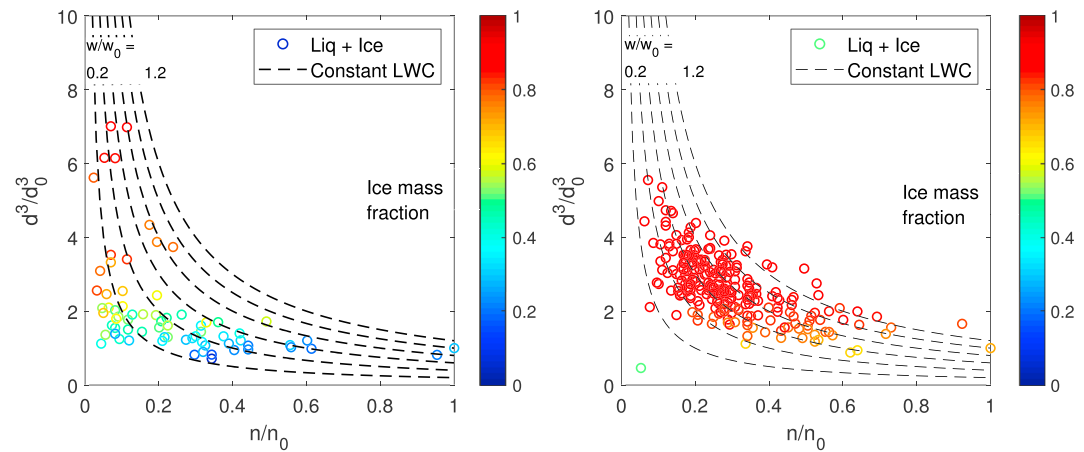 10
8
6
4
2
0
d³/d₀³
w/w₀ =
0.2 1.2
Liq + Ice
Constant LWC
Ice mass
fraction
0 0.2 0.4 0.6 0.8 1
n/n₀
1
0.8
0.6
0.4
0.2
0
10
8
6
4
2
0
d³/d₀³
w/w₀ =
0.2 1.2
Liq + Ice
Constant LWC
Ice mass
fraction
0 0.2 0.4 0.6 0.8 1
n/n₀
1
0.8
0.6
0.4
0.2
0